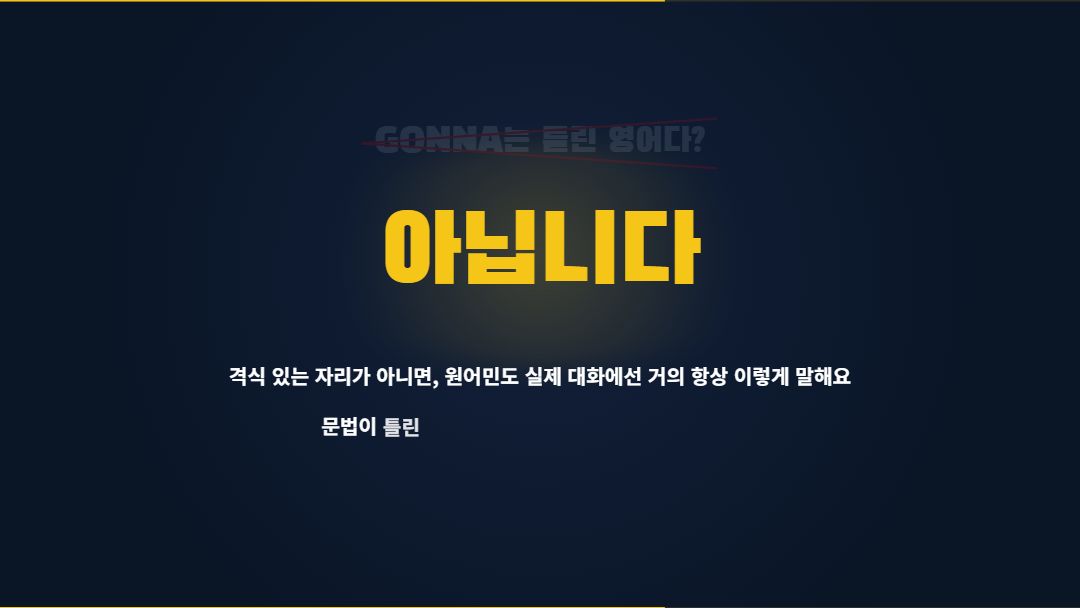 GONNA는 틀린 영어다?
아닙니다
격식 있는 자리가 아니면, 원어민도 실제 대화에선 거의 항상 이렇게 말해요
문법이 틀린